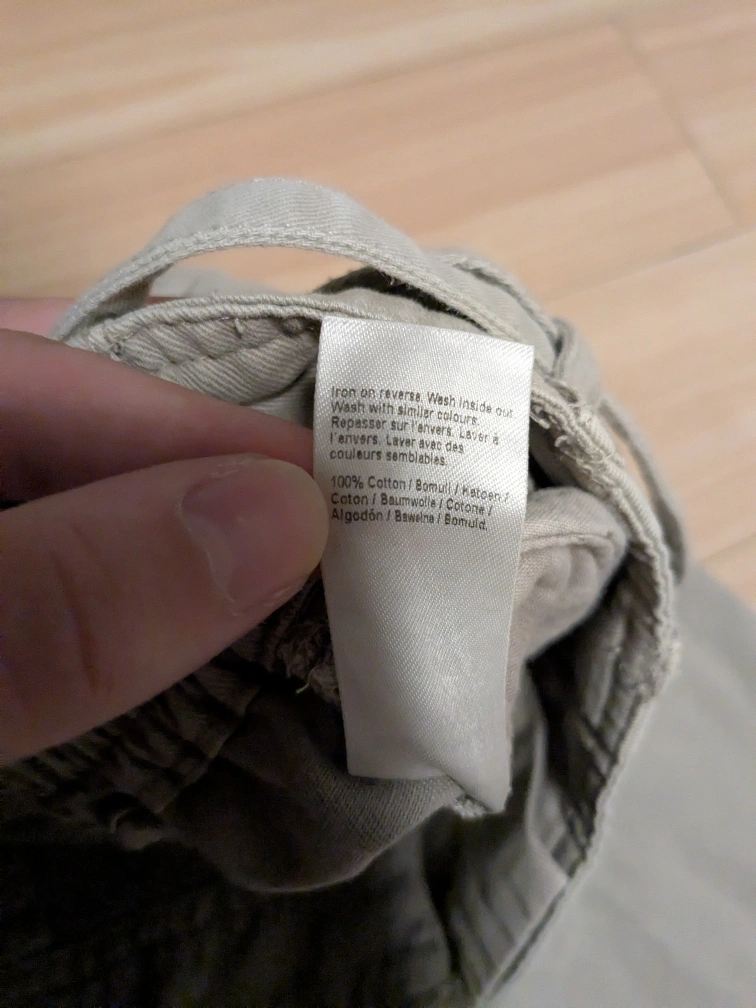 Iron on reverse. Wash inside out.
Wash with similar colours.
Repasser sur l'envers. Laver à
l'envers. Laver avec des
couleurs semblables.
100% Cotton / Bomull / Katoen /
Coton / Baumwolle / Cotone /
Algodón / Bawełna / Bomuld.